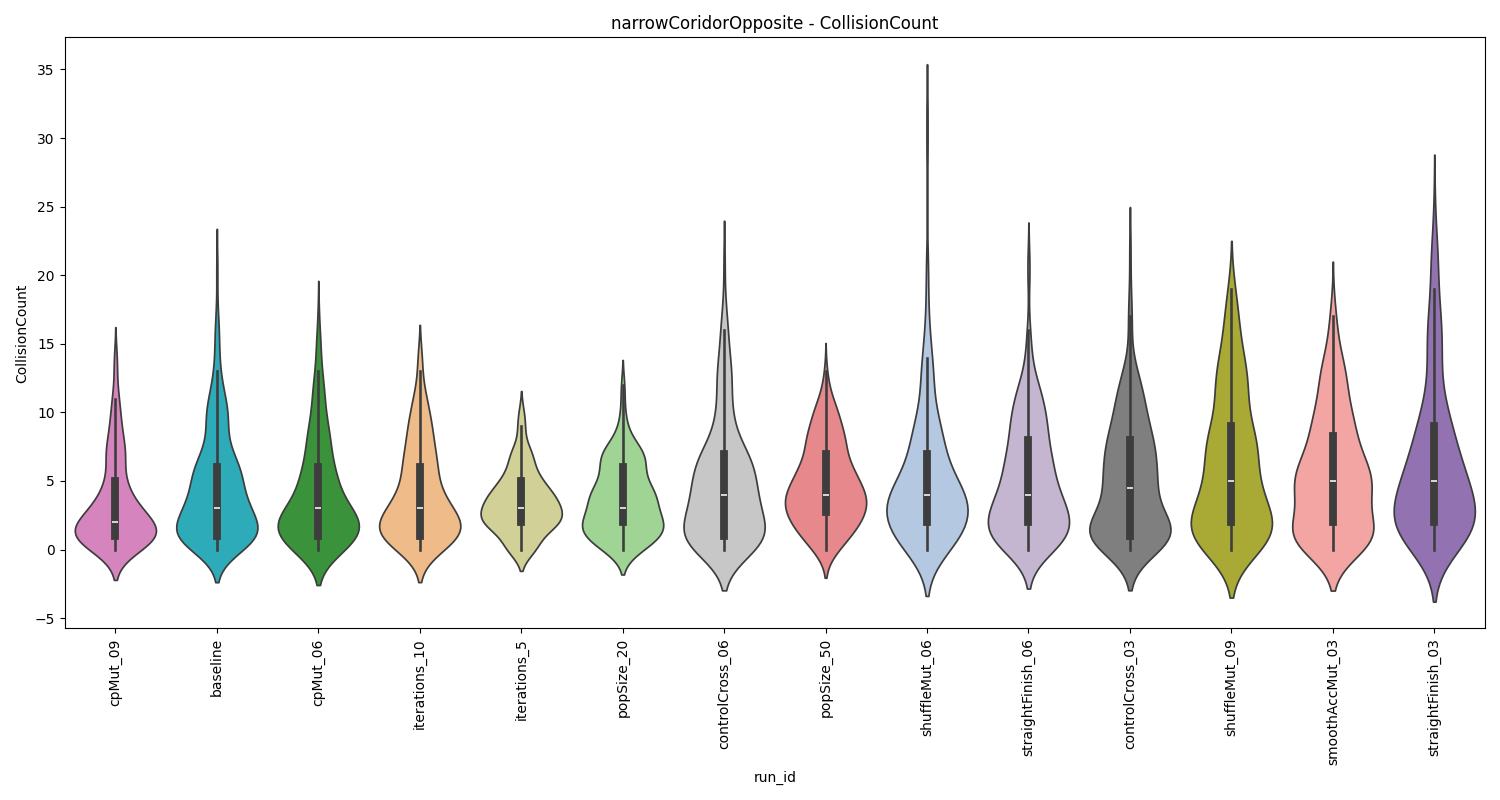 narrowCoridorOpposite - CollisionCount
CollisionCount
35
30
25
20
15
10
5
0
−5
cpMut_09
baseline
cpMut_06
iterations_10
iterations_5
popSize_20
controlCross_06
popSize_50
shuffleMut_06
straightFinish_06
controlCross_03
shuffleMut_09
smoothAccMut_03
straightFinish_03
run_id